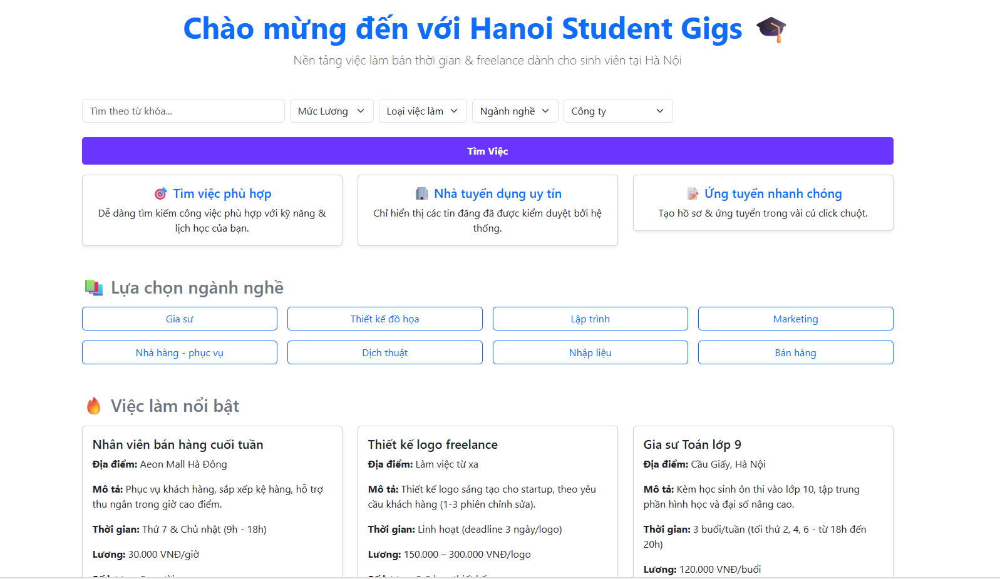 Chào mừng đến với Hanoi Student Gigs
Nền tảng việc làm bán thời gian & freelance dành cho sinh viên tại Hà Nội
Tìm theo từ khóa...
Mức Lương
Loại việc làm
Ngành nghề
Công ty
Tìm Việc
Tìm việc phù hợp
Dễ dàng tìm kiếm công việc phù hợp với kỹ năng &
lịch học của bạn.
Nhà tuyển dụng uy tín
Chỉ hiển thị các tin đăng đã được kiểm duyệt bởi hệ
thống.
Ứng tuyển nhanh chóng
Tạo hồ sơ & ứng tuyển trong vài cú click chuột.
Lựa chọn ngành nghề
Gia sư
Thiết kế đồ họa
Lập trình
Marketing
Nhà hàng - phục vụ
Dịch thuật
Nhập liệu
Bán hàng
Việc làm nổi bật
Nhân viên bán hàng cuối tuần
Địa điểm: Aeon Mall Hà Đông
Mô tả: Phục vụ khách hàng, sắp xếp kệ hàng, hỗ trợ
thu ngân trong giờ cao điểm.
Thời gian: Thứ 7 & Chủ nhật (9h - 18h)
Lương: 30.000 VNĐ/giờ
Thiết kế logo freelance
Địa điểm: Làm việc từ xa
Mô tả: Thiết kế logo sáng tạo cho startup, theo yêu
cầu khách hàng (1-3 phiên chỉnh sửa).
Thời gian: Linh hoạt (deadline 3 ngày/logo)
Lương: 150.000 – 300.000 VNĐ/logo
Gia sư Toán lớp 9
Địa điểm: Cầu Giấy, Hà Nội
Mô tả: Kèm học sinh ôn thi vào lớp 10, tập trung
phần hình học và đại số nâng cao.
Thời gian: 3 buổi/tuần (tối thứ 2, 4, 6 - từ 18h đến
20h)
Lương: 120.000 VNĐ/buổi